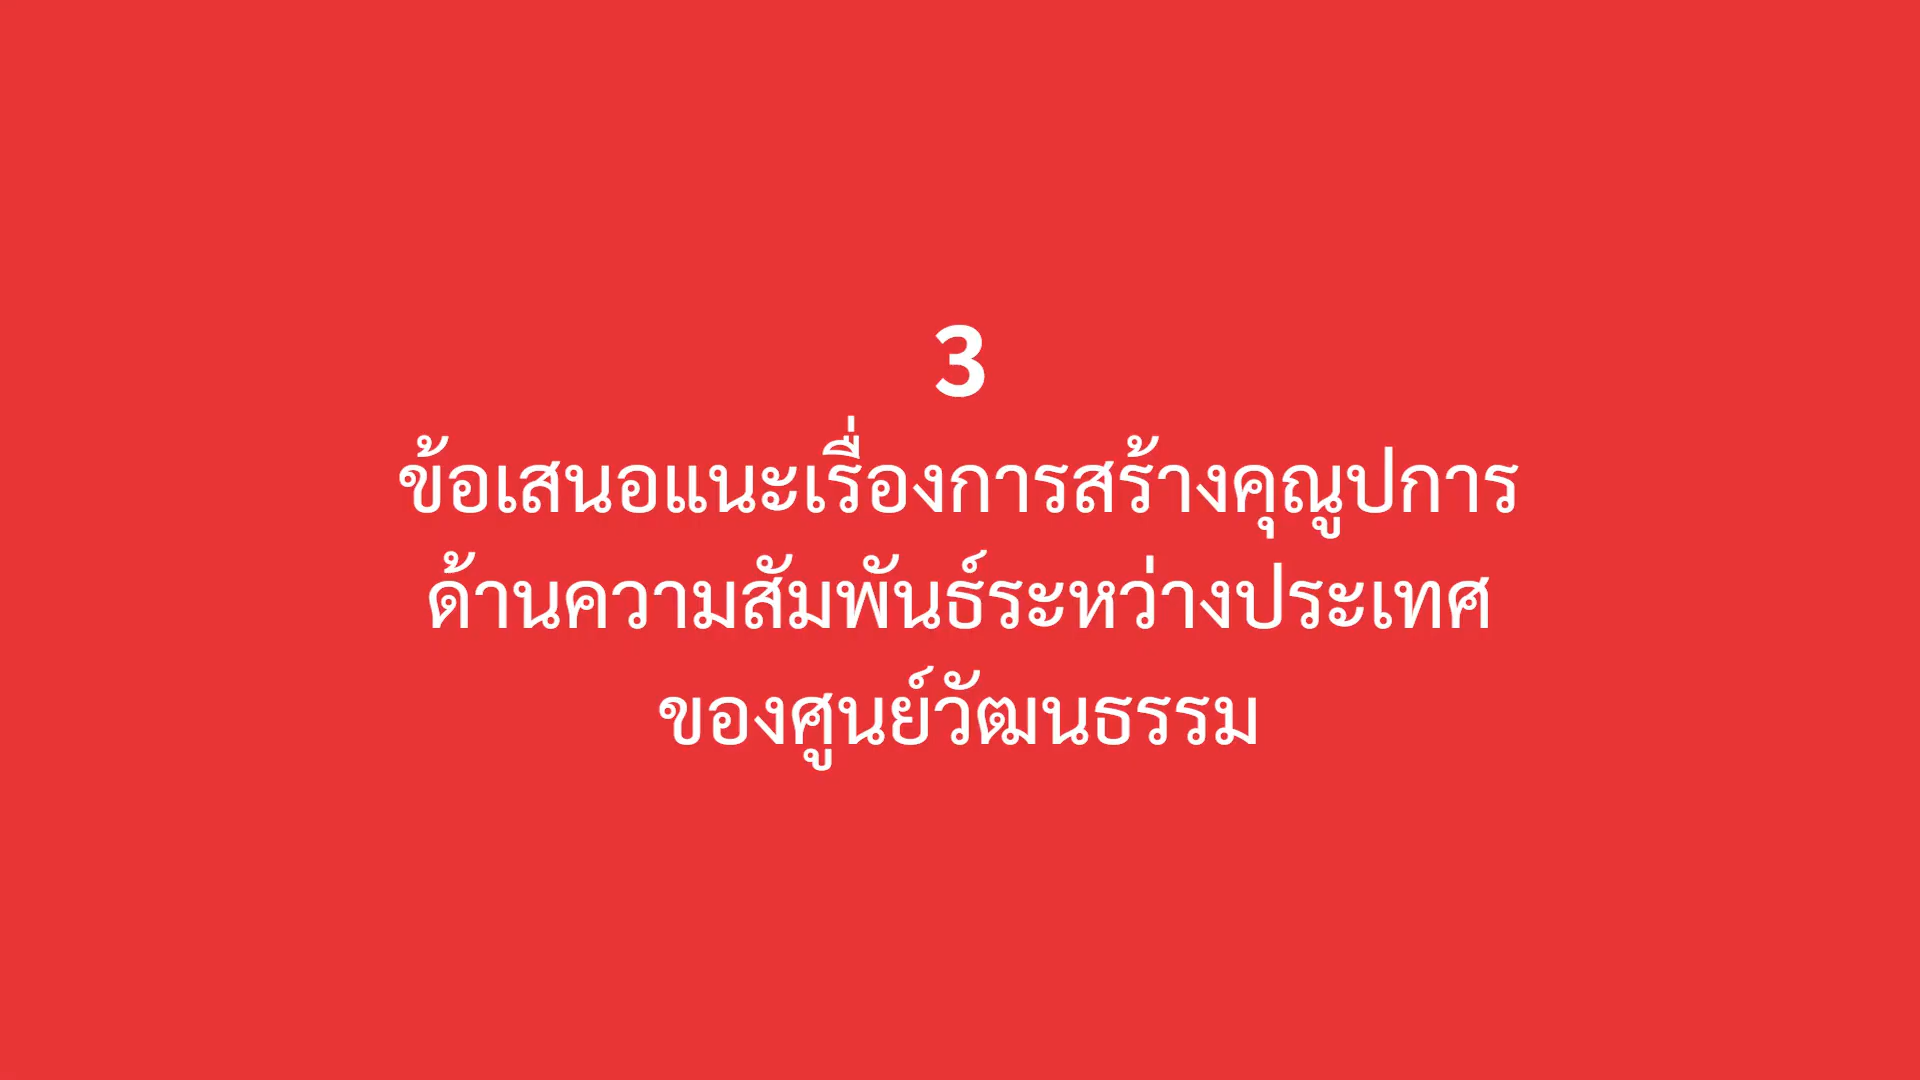 3
ข้อเสนอแนะเรื่องการสร้างคุณูปการ
ด้านความสัมพันธ์ระหว่างประเทศ
ของศูนย์วัฒนธรรม